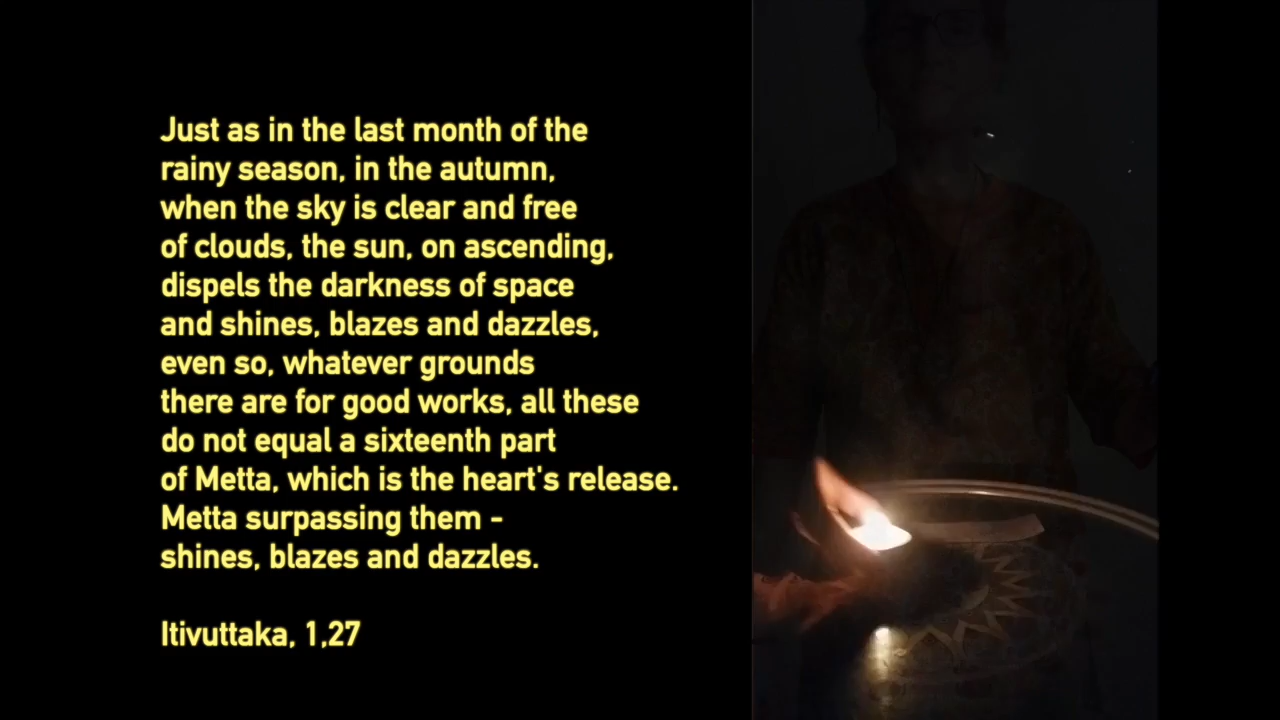 Just as in the last month of the
rainy season, in the autumn,
when the sky is clear and free
of clouds, the sun, on ascending,
dispels the darkness of space
and shines, blazes and dazzles,
even so, whatever grounds
there are for good works, all these
do not equal a sixteenth part
of Metta, which is the heart's release.
Metta surpassing them -
shines, blazes and dazzles.
Itivuttaka, 1,27